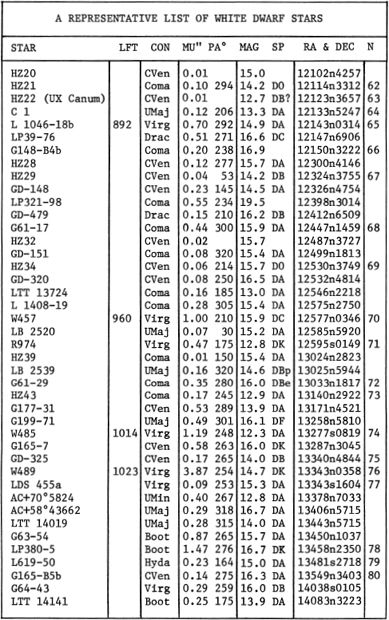 A REPRESENTATIVE LIST OF WHITE DWARF STARS
STAR LFT CON MU" PA° MAG SP RA & DEC N
HZ20 CVen 0.01 15.0 12102n4257
HZ21 Coma 0.10 294 14.2 DO 12114n3312 62
HZ22 (UX Canum) CVen 0.01 12.7 DB? 12123n3657 63
C 1 UMaj 0.12 206 13.3 DA 12133n5247 64
L 1046-18b 892 Virg 0.70 292 14.9 DA 12143n0314 65
LP39-76 Drac 0.51 271 16.6 DC 12147n6906
G148-B4b Coma 0.20 238 16.9 12150n3222 66
HZ28 CVen 0.12 277 15.7 DA 12300n4146
HZ29 CVen 0.04 53 14.2 DB 12324n3755 67
GD-148 CVen 0.23 145 14.5 DA 12326n4754
LP321-98 Coma 0.55 234 19.5 12398n3014
GD-479 Drac 0.15 210 16.2 DB 12412n6509
G61-17 Coma 0.44 300 15.9 DA 12447n1459 68
HZ32 CVen 0.02 15.7 12487n3727
GD-151 Coma 0.08 320 15.4 DA 12499n1813
HZ34 CVen 0.06 214 15.7 DO 12530n3749 69
GD-320 CVen 0.08 250 16.5 DA 12532n4814
LTT 13724 Coma 0.16 185 13.0 DA 12546n2218
L 1408-19 Coma 0.28 305 15.4 DA 12575n2750
W457 960 Virg 1.00 210 15.9 DC 12577n0346 70
LB 2520 UMaj 0.07 30 15.2 DA 12585n5920
R974 Virg 0.47 175 12.8 DK 12595s0149 71
HZ39 Coma 0.01 150 15.4 DA 13024n2823
LB 2539 UMaj 0.16 320 14.6 DBp 13025n5944
G61-29 Coma 0.35 280 16.0 DBe 13033n1817 72
HZ43 Coma 0.17 245 12.9 DA 13140n2922 73
G177-31 CVen 0.53 289 13.9 DA 13171n4521
G199-71 UMaj 0.49 301 16.1 DF 13258n5810
W485 1014 Virg 1.19 248 12.3 DA 13277s0819 74
G165-7 CVen 0.58 263 16.0 DK 13287n3045
GD-325 CVen 0.17 265 14.0 DB 13340n4844 75
W489 1023 Virg 3.87 254 14.7 DK 13343n0358 76
LDS 455a Virg 0.09 253 15.3 DA 13343s1604 77
AC+70°5824 UMin 0.40 267 12.8 DA 13378n7033
AC+58°43662 UMaj 0.29 318 16.7 DA 13406n5715
LTT 14019 UMaj 0.28 315 14.0 DA 13443n5715
G63-54 Boot 0.87 265 15.7 DA 13450n1037
LP380-5 Boot 1.47 276 16.7 DK 13458n2350 78
L619-50 Hyda 0.23 164 15.0 DA 13481s2718 79
G165-B5b CVen 0.14 275 16.3 DA 13549n3403 80
G64-43 Virg 0.29 259 16.0 DB 14038s0105
LTT 14141 Boot 0.25 175 13.9 DA 14083n3223